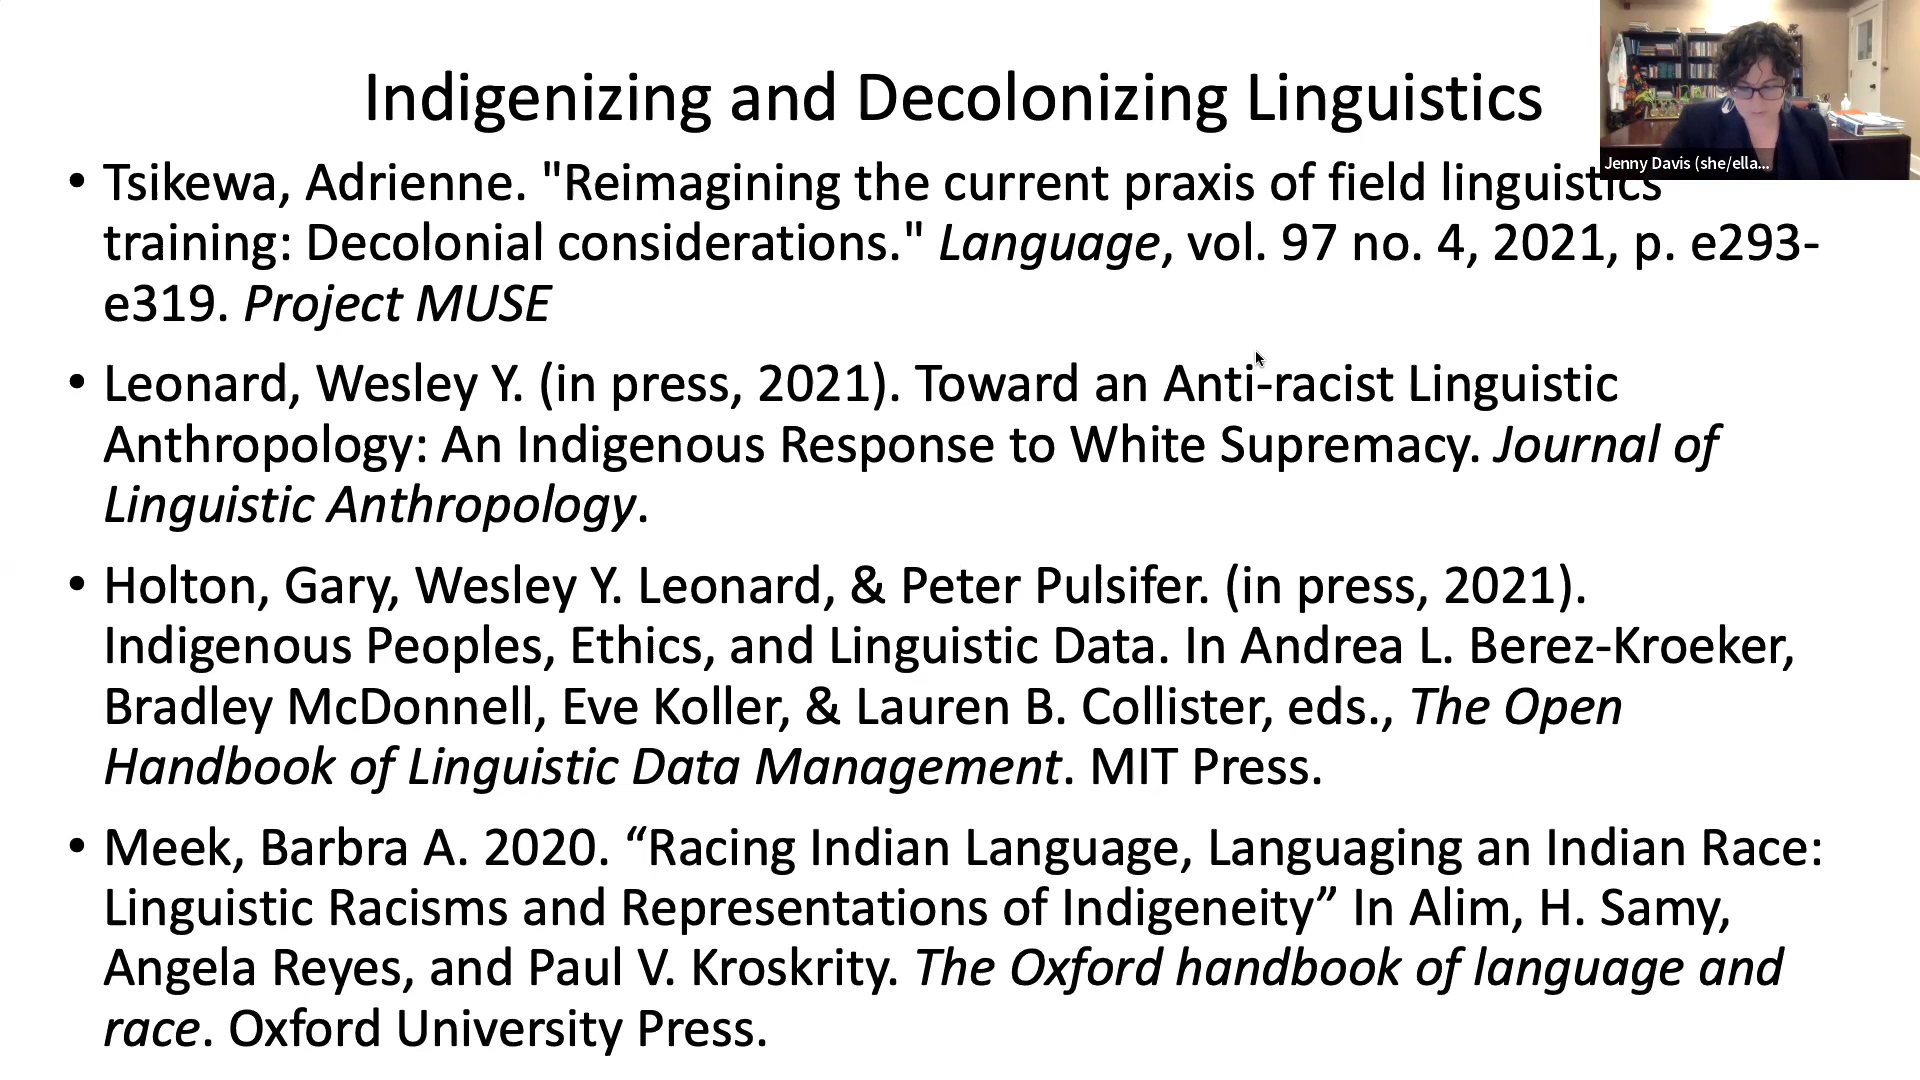 Indigenizing and Decolonizing Linguistics
Jenny Davis (she/ella...
• Tsikewa, Adrienne. "Reimagining the current praxis of field linguistics
training: Decolonial considerations." Language, vol. 97 no. 4, 2021, p. e293-
e319. Project MUSE
• Leonard, Wesley Y. (in press, 2021). Toward an Anti-racist Linguistic
Anthropology: An Indigenous Response to White Supremacy. Journal of
Linguistic Anthropology.
• Holton, Gary, Wesley Y. Leonard, & Peter Pulsifer. (in press, 2021).
Indigenous Peoples, Ethics, and Linguistic Data. In Andrea L. Berez-Kroeker,
Bradley McDonnell, Eve Koller, & Lauren B. Collister, eds., The Open
Handbook of Linguistic Data Management. MIT Press.
• Meek, Barbra A. 2020. “Racing Indian Language, Languaging an Indian Race:
Linguistic Racisms and Representations of Indigeneity” In Alim, H. Samy,
Angela Reyes, and Paul V. Kroskrity. The Oxford handbook of language and
race. Oxford University Press.